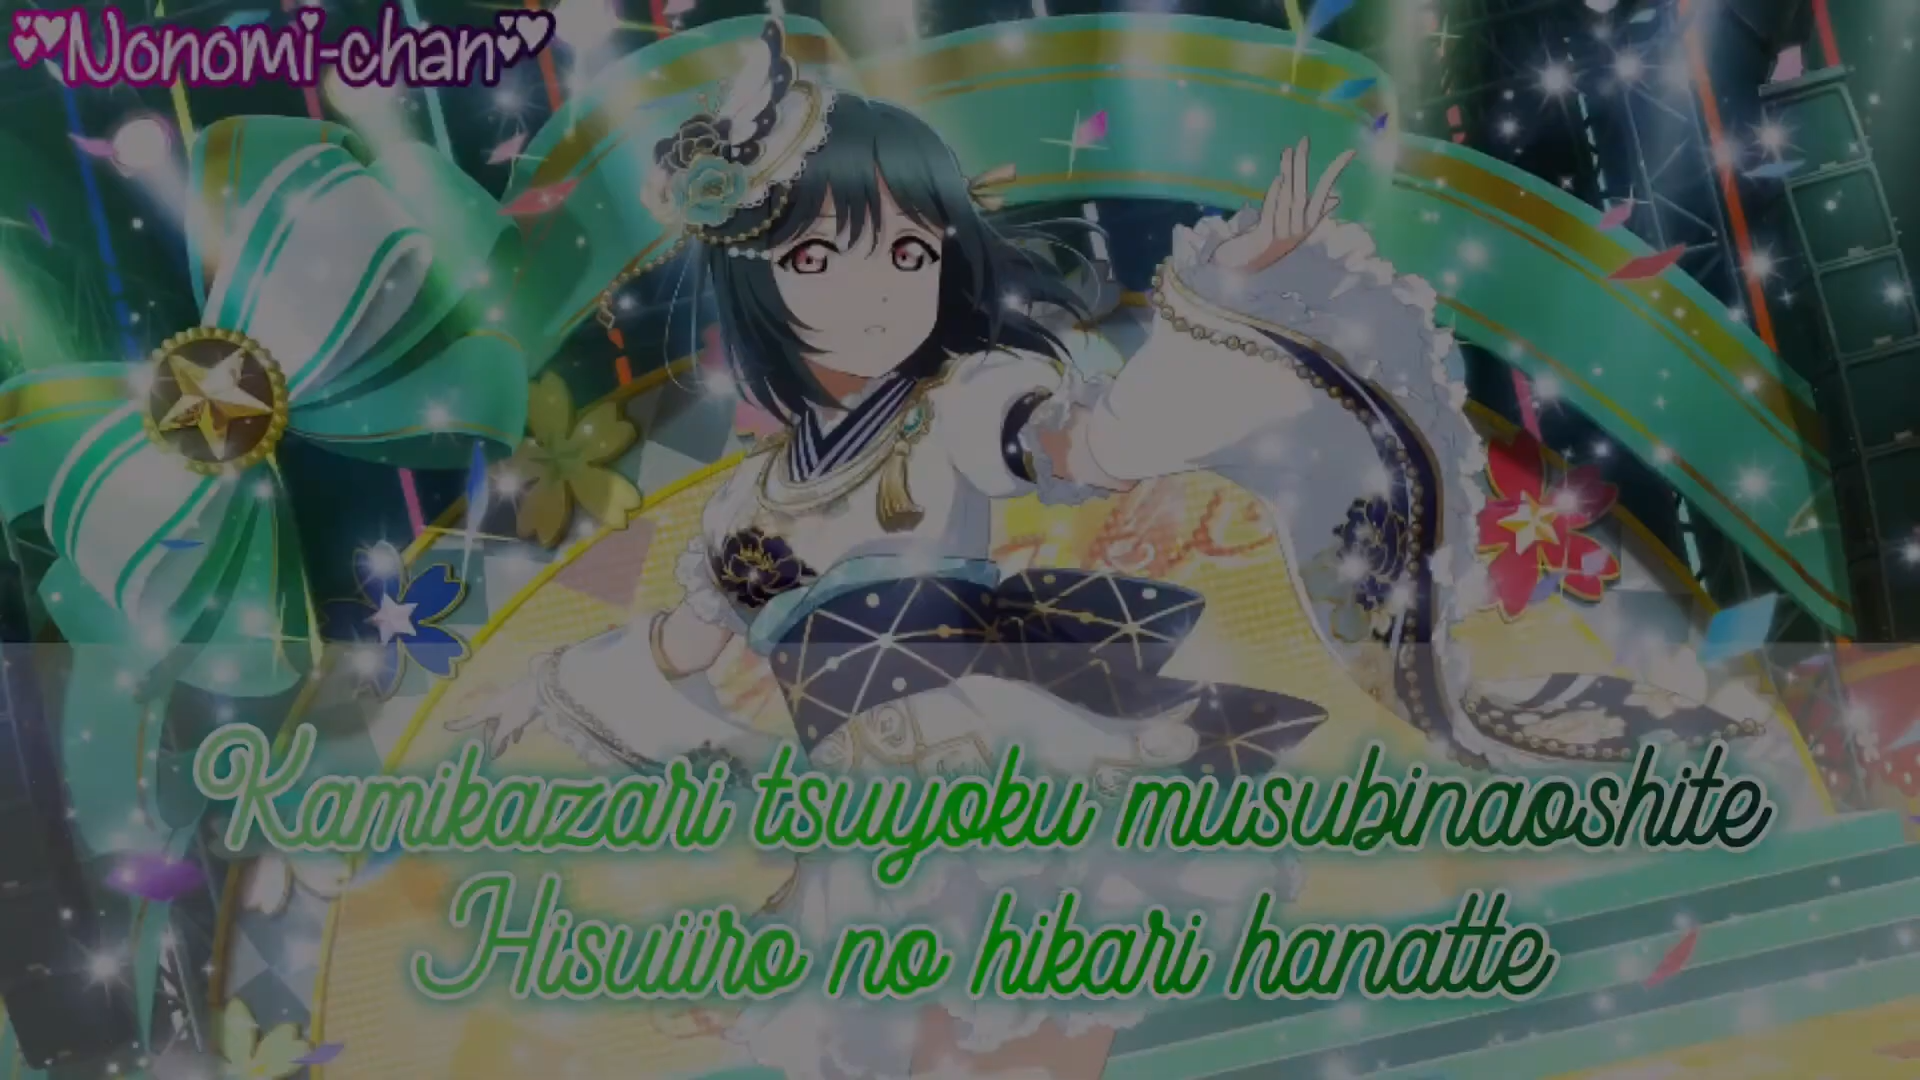 💕Nonomi-chan💕
Kamikazari tsuyoku musubinaoshite
Hisuiiro no hikari hanatte